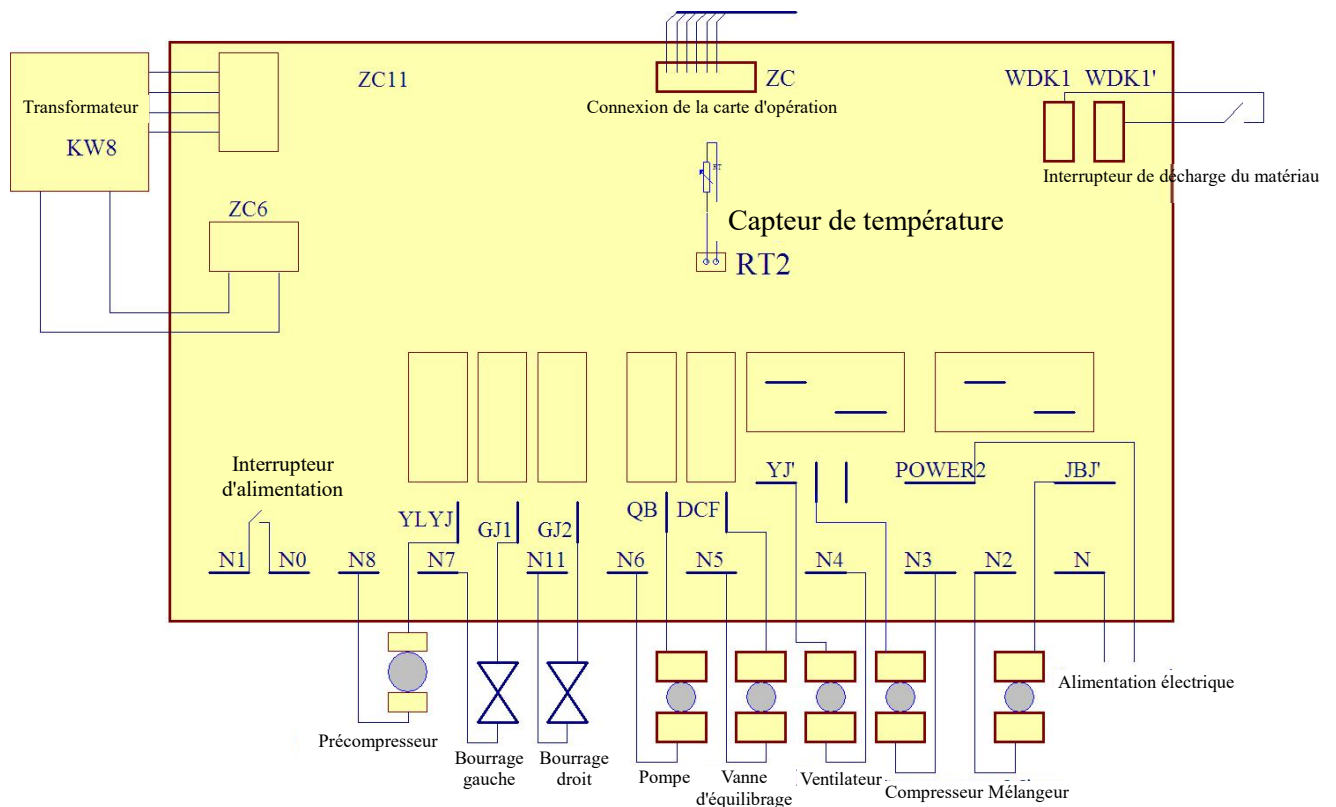 ZC11
ZC
WDK1 WDK1'
Transformateur
KW8
Connexion de la carte d'opération
Interrupteur de décharge du matériau
RT
ZC6
Capteur de température
RT2
Interrupteur
d'alimentation
YLYJ
GJ1
GJ2
QB
DCF
YJ'
POWER2
JBJ'
N1
N0
N8
N7
N11
N6
N5
N4
N3
N2
N
Précompresseur
Bourrage
gauche
Bourrage
droit
Pompe
Vanne
d'équilibrage
Ventilateur
Compresseur Mélangeur
Alimentation électrique